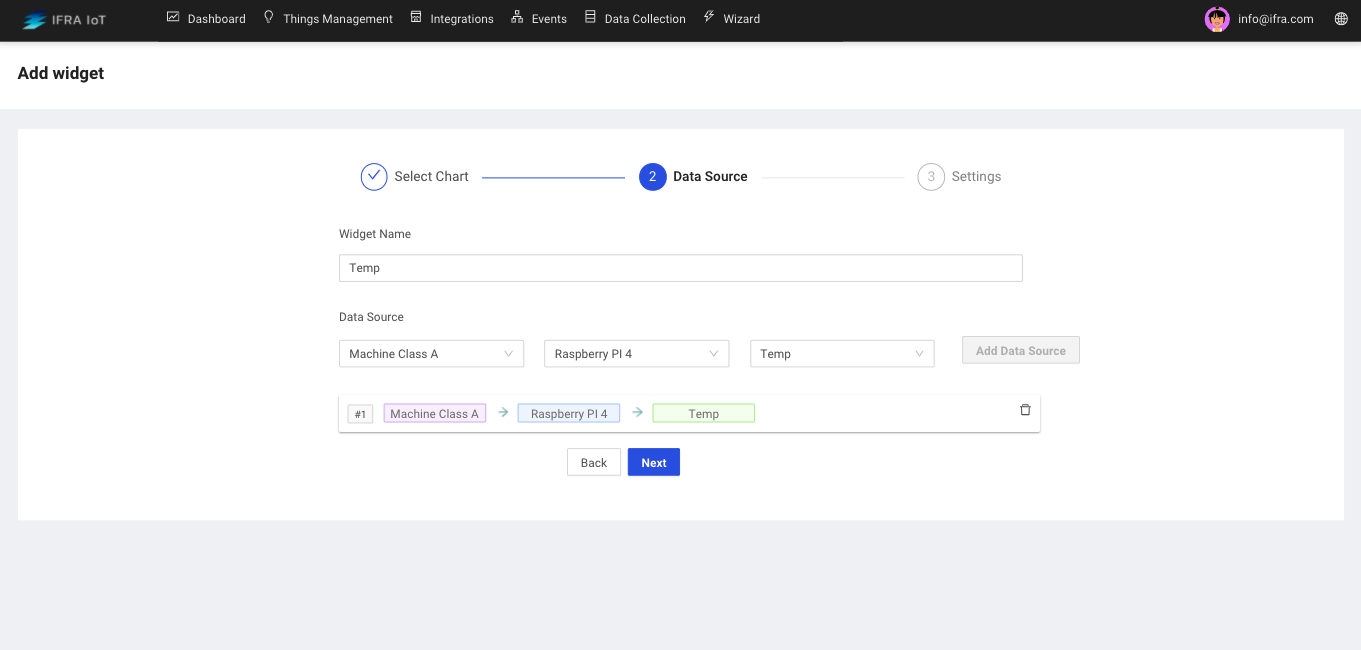 IFRA IoT Dashboard Things Management Integrations Events Data Collection Wizard info@ifra.com
Add widget
Select Chart 2 Data Source 3 Settings
Widget Name
Temp
Data Source
Machine Class A Raspberry PI 4 Temp Add Data Source
#1 Machine Class A Raspberry PI 4 Temp
Back Next